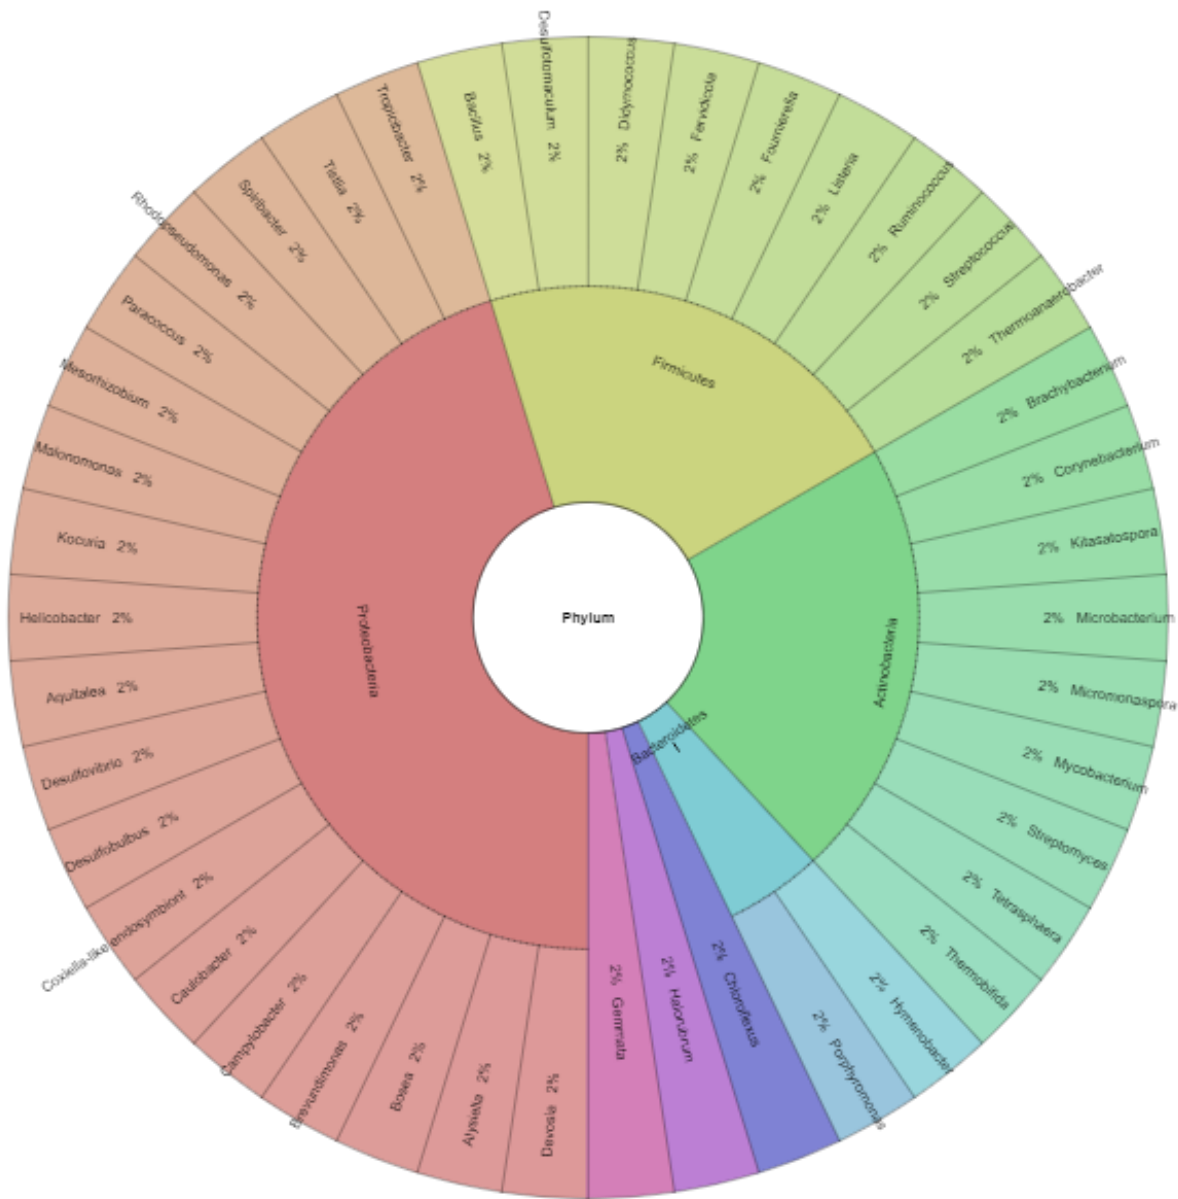 Phylum
Firmicutes
Actinobacteria
Bacteroidetes
Proteobacteria
Desulfotomaculum 2%
2% Didymococcus
2% Fervidicola
2% Fournierella
2% Listeria
2% Ruminococcus
2% Streptococcus
2% Thermoanaerobacter
2% Brachybacterium
2% Corynebacterium
2% Kitasatospora
2% Microbacterium
2% Micromonospora
2% Mycobacterium
2% Streptomyces
2% Tetrasphaera
2% Thermobifida
2% Hymenobacter
2% Porphyromonas
2% Chloroflexus
2% Halorubrum
2% Gemmata
Devosia 2%
Alysiella 2%
Bosea 2%
Brevundimonas 2%
Campylobacter 2%
Caulobacter 2%
Coxiella-like endosymbiont 2%
Desulfobulbus 2%
Desulfovibrio 2%
Aquitalea 2%
Helicobacter 2%
Kocuria 2%
Malonomonas 2%
Mesorhizobium 2%
Paracoccus 2%
Rhodopseudomonas 2%
Spiribacter 2%
Tistlia 2%
Tropicibacter 2%
Bacillus 2%